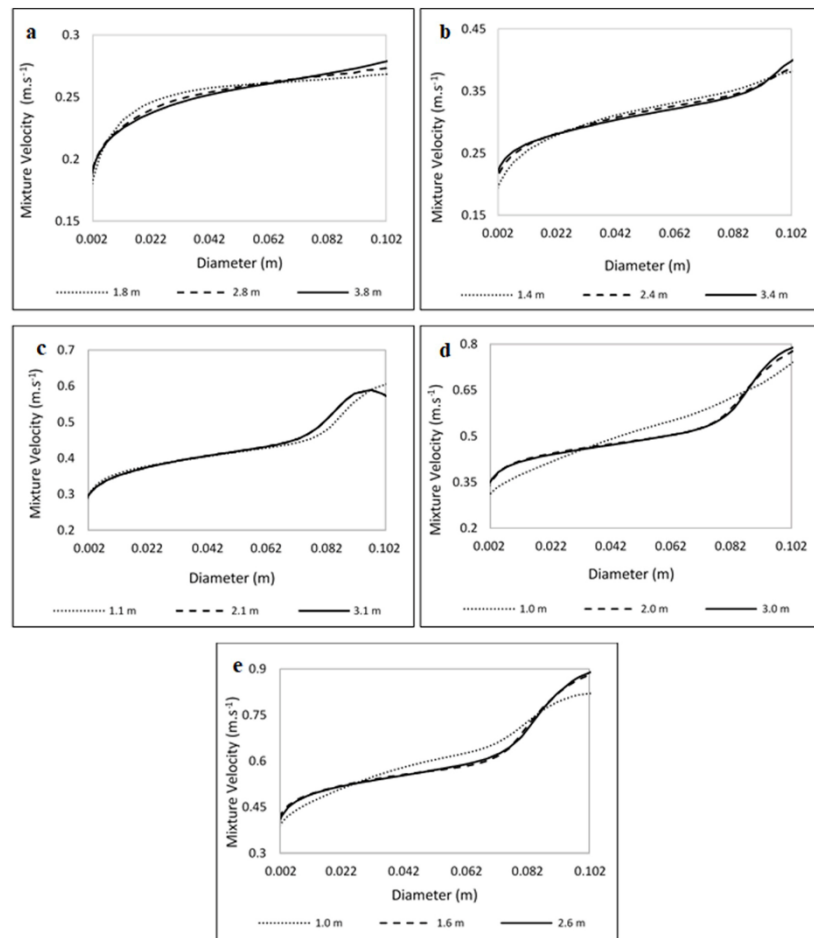 a
Mixture Velocity (m.s⁻¹)
0.3
0.25
0.2
0.15
0.002 0.022 0.042 0.062 0.082 0.102
Diameter (m)
1.8 m 2.8 m 3.8 m
b
Mixture Velocity (m.s⁻¹)
0.45
0.35
0.25
0.15
0.002 0.022 0.042 0.062 0.082 0.102
Diameter (m)
1.4 m 2.4 m 3.4 m
c
Mixture Velocity (m.s⁻¹)
0.7
0.6
0.5
0.4
0.3
0.2
0.002 0.022 0.042 0.062 0.082 0.102
Diameter (m)
1.1 m 2.1 m 3.1 m
d
Mixture Velocity (m.s⁻¹)
0.8
0.65
0.5
0.35
0.2
0.002 0.022 0.042 0.062 0.082 0.102
Diameter (m)
1.0 m 2.0 m 3.0 m
e
Mixture Velocity (m.s⁻¹)
0.9
0.75
0.6
0.45
0.3
0.002 0.022 0.042 0.062 0.082 0.102
Diameter (m)
1.0 m 1.6 m 2.6 m